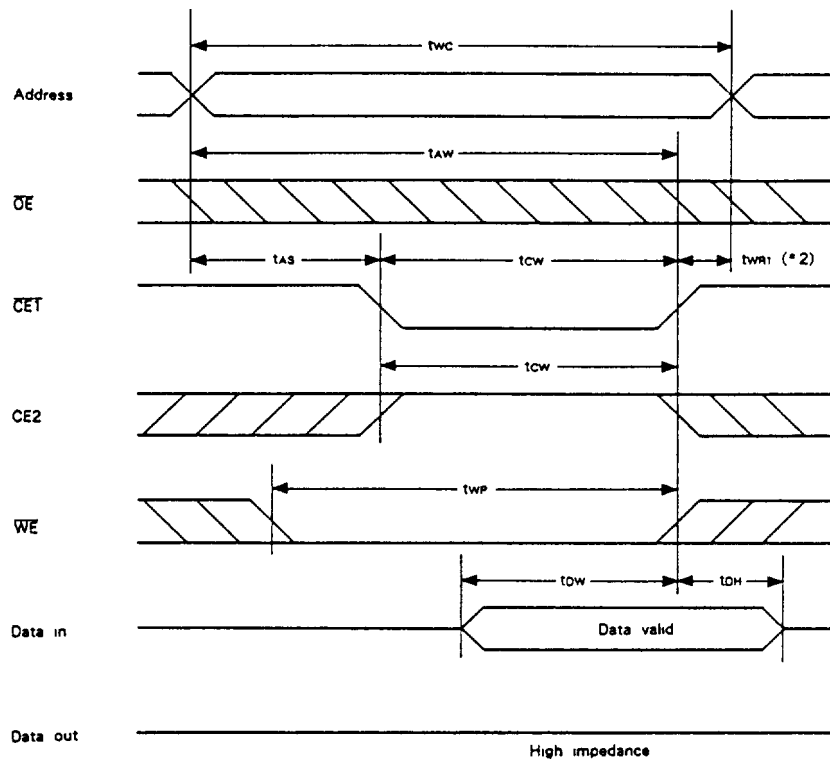 twc
Address
tAW
OE
tAS
tCW
tWR1 (*2)
CE1
tCW
CE2
tWP
WE
tDW
tDH
Data in
Data valid
Data out
High impedance